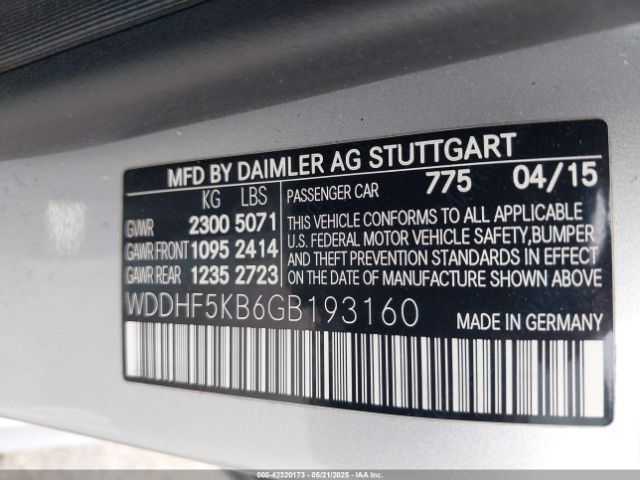 MFD BY DAIMLER AG STUTTGART
KG LBS
GVWR 2300 5071
GAWR FRONT 1095 2414
GAWR REAR 1235 2723
PASSENGER CAR 775 04/15
THIS VEHICLE CONFORMS TO ALL APPLICABLE
U.S. FEDERAL MOTOR VEHICLE SAFETY,BUMPER
AND THEFT PREVENTION STANDARDS IN EFFECT
ON THE DATE OF MANUFACTURE SHOWN ABOVE
WDDHF5KB6GB193160
MADE IN GERMANY
000-42320173 - 05/21/2025 - IAA Inc.